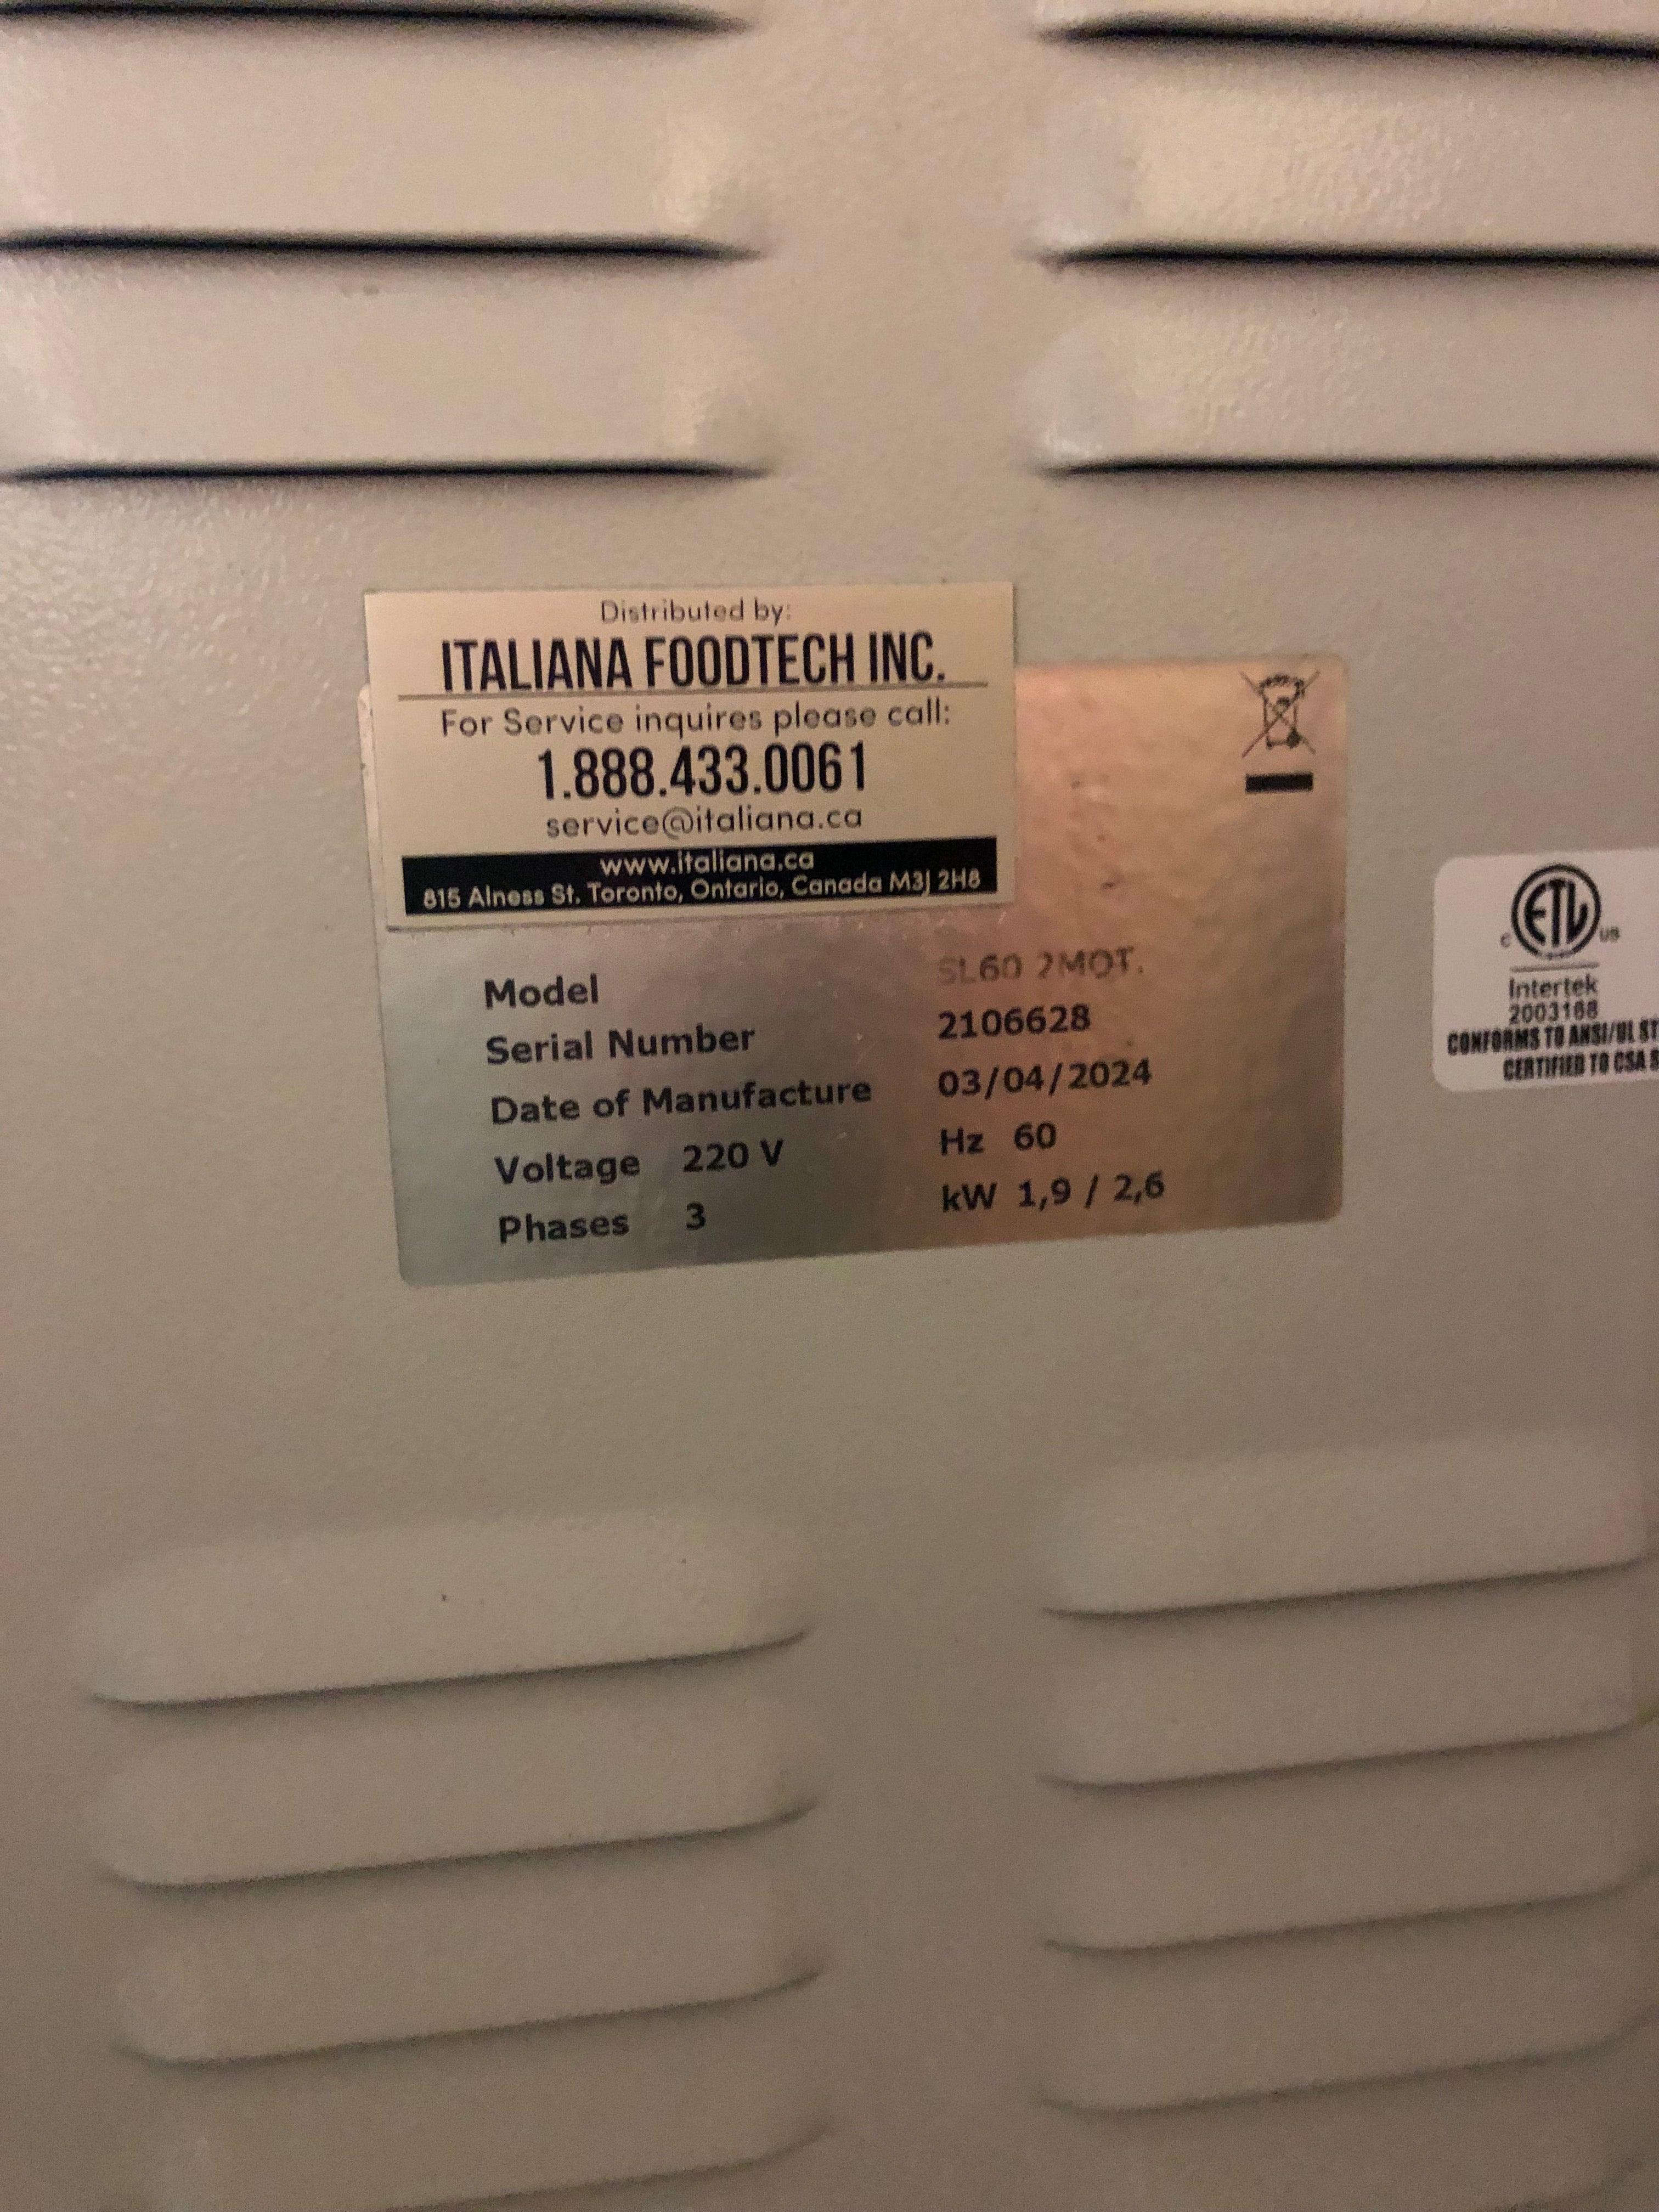 Distributed by:
ITALIANA FOODTECH INC.
For Service inquires please call:
1.888.433.0061
service@italiana.ca
www.italiana.ca
815 Alness St. Toronto, Ontario, Canada M3J 2H8
Model SL60 2MOT.
Serial Number 2106628
Date of Manufacture 03/04/2024
Voltage 220 V Hz 60
Phases 3 kW 1,9 / 2,6
c ETL us
Intertek
2003168
CONFORMS TO ANSI/UL ST
CERTIFIED TO CSA S